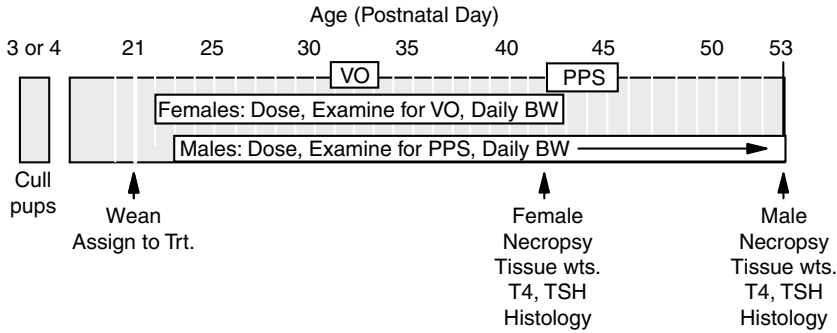 Age (Postnatal Day)
3 or 4 21 25 30 35 40 45 50 53
VO PPS
Females: Dose, Examine for VO, Daily BW
Males: Dose, Examine for PPS, Daily BW
Cull
pups
Wean
Assign to Trt.
Female
Necropsy
Tissue wts.
T4, TSH
Histology
Male
Necropsy
Tissue wts.
T4, TSH
Histology